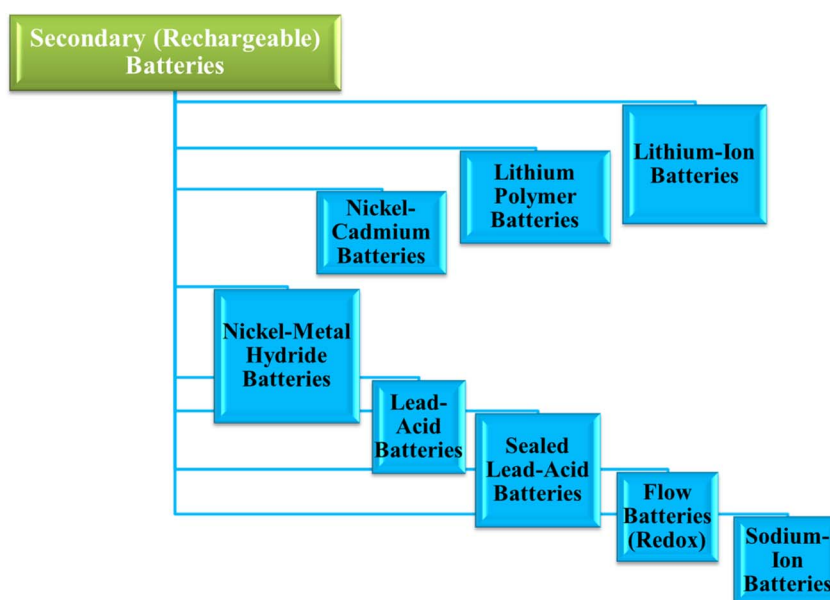 Secondary (Rechargeable)
Batteries
Lithium-Ion
Batteries
Lithium
Polymer
Batteries
Nickel-
Cadmium
Batteries
Nickel-Metal
Hydride
Batteries
Lead-
Acid
Batteries
Sealed
Lead-Acid
Batteries
Flow
Batteries
(Redox)
Sodium-
Ion
Batteries